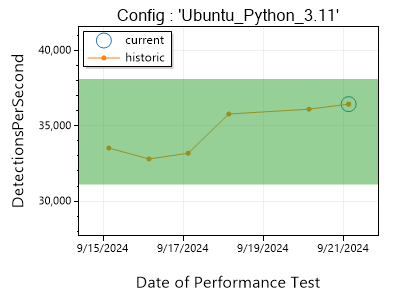 Config : 'Ubuntu_Python_3.11'
current
historic
DetectionsPerSecond
40,000
35,000
30,000
9/15/2024
9/17/2024
9/19/2024
9/21/2024
Date of Performance Test